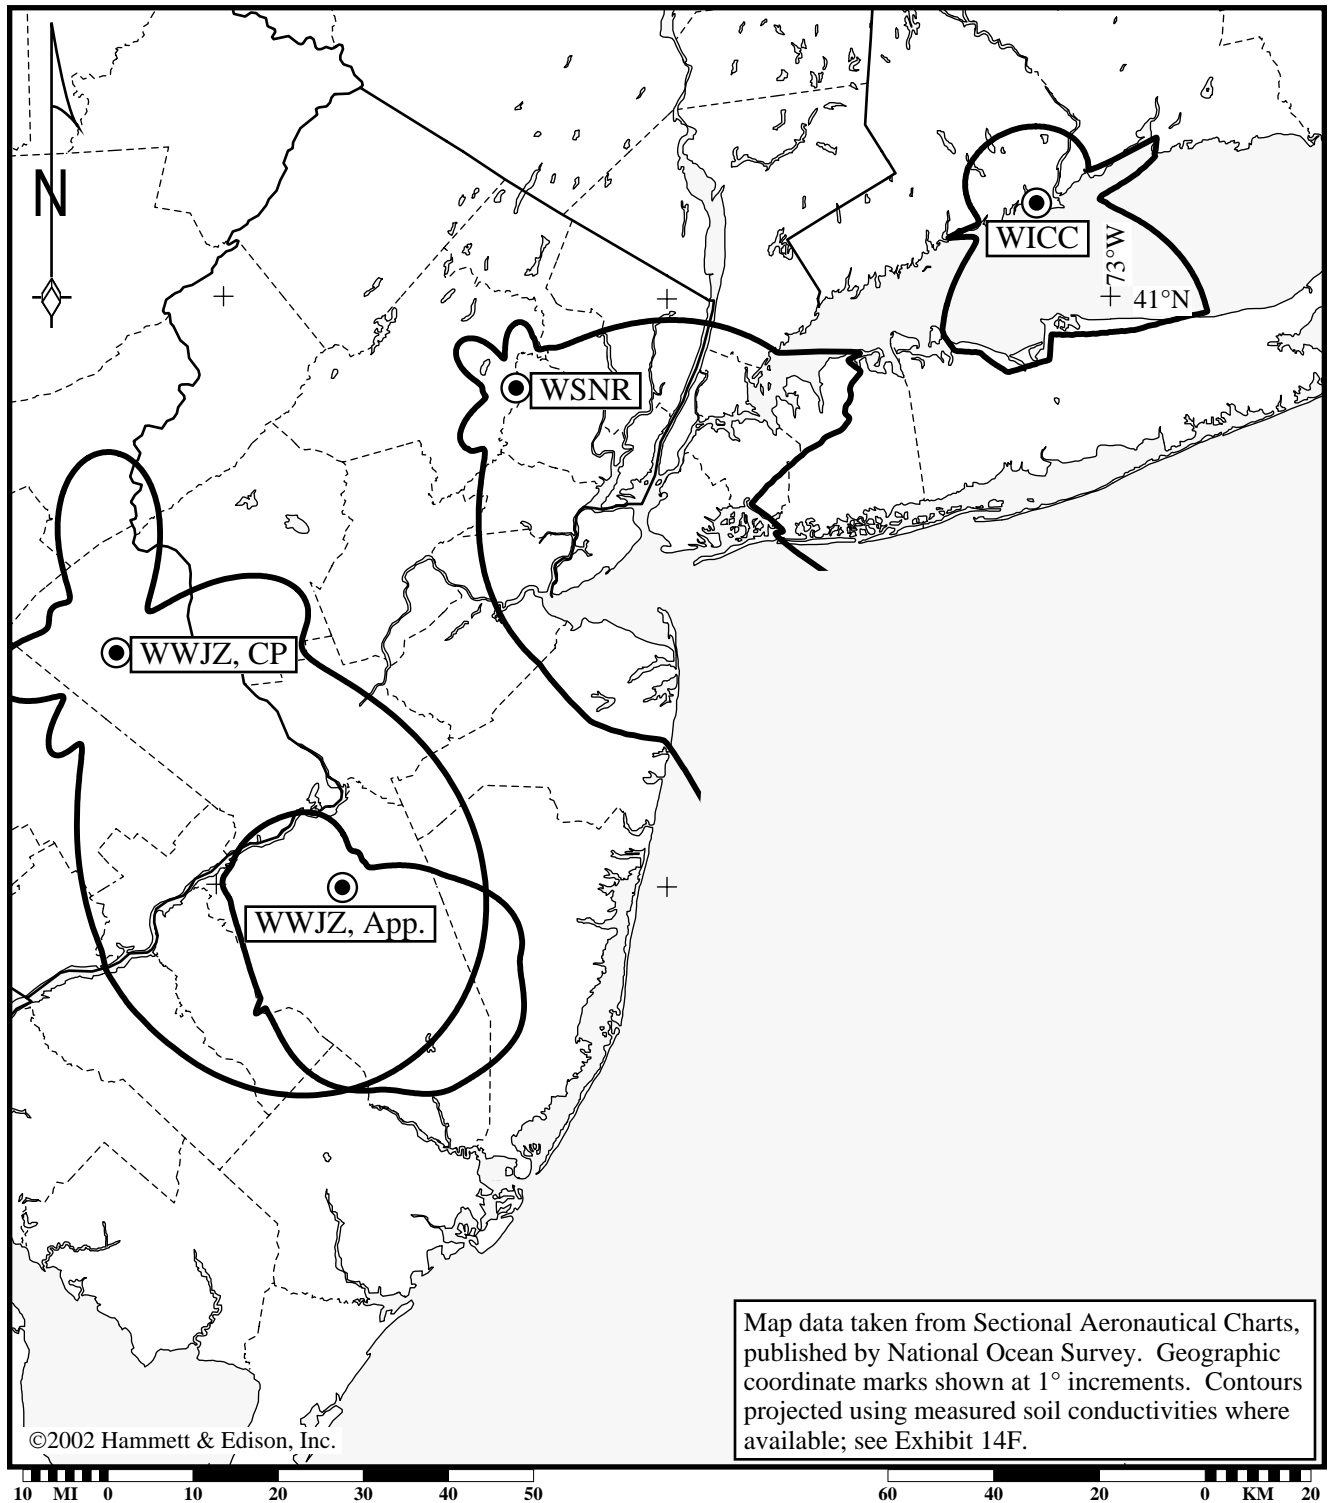 N
WICC
73°W
41°N
WSNR
WWJZ, CP
WWJZ, App.
Map data taken from Sectional Aeronautical Charts,
published by National Ocean Survey. Geographic
coordinate marks shown at 1° increments. Contours
projected using measured soil conductivities where
available; see Exhibit 14F.
©2002 Hammett & Edison, Inc.
10 MI 0 10 20 30 40 50
60 40 20 0 KM 20